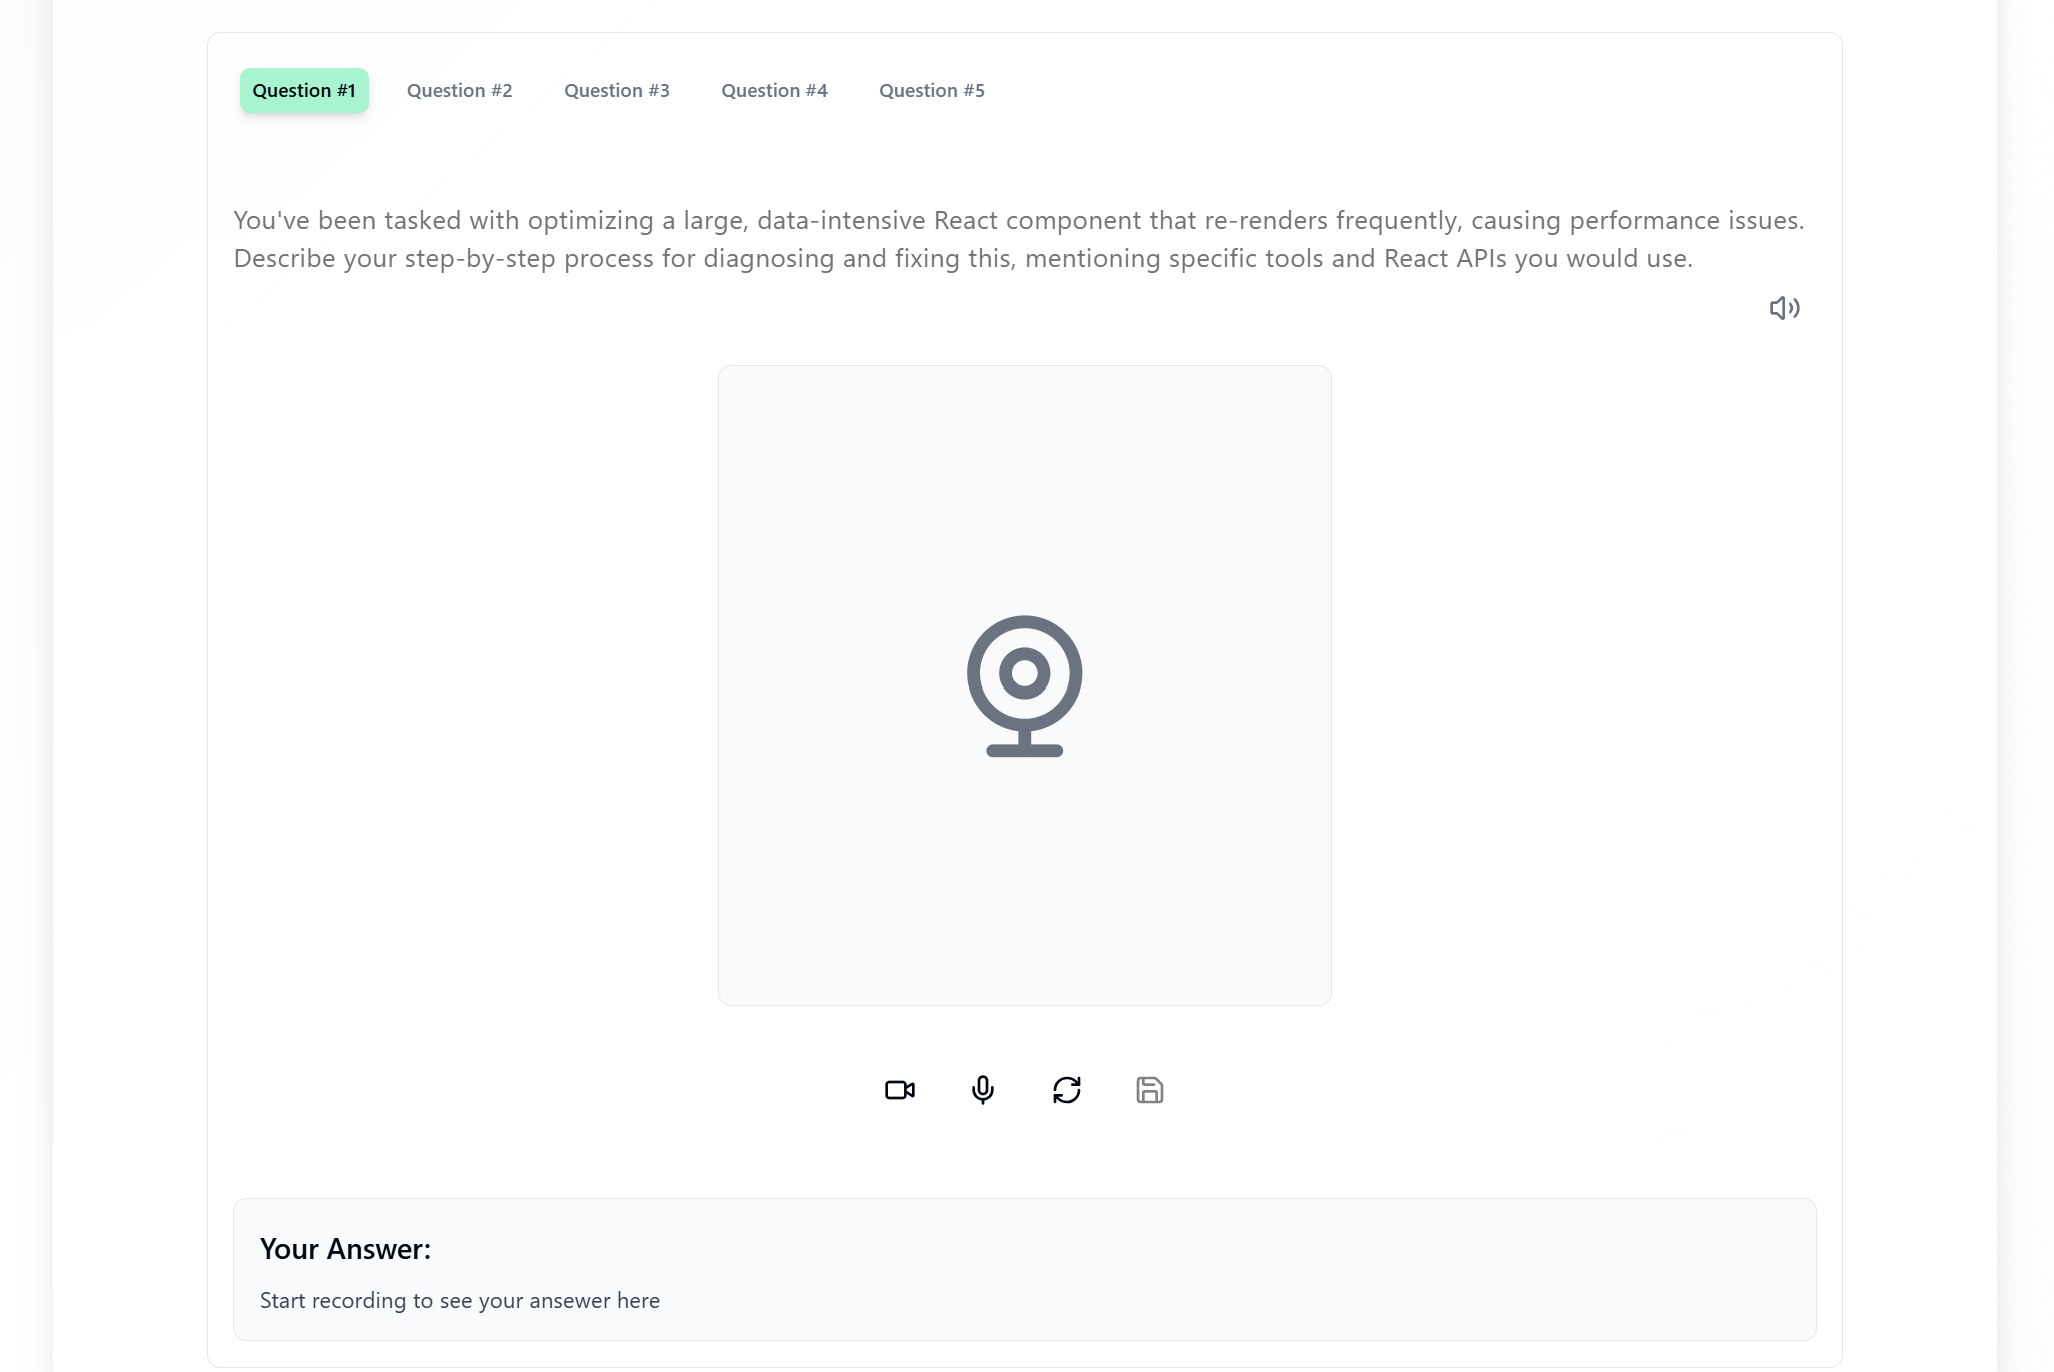 Question #1 Question #2 Question #3 Question #4 Question #5
You've been tasked with optimizing a large, data-intensive React component that re-renders frequently, causing performance issues.
Describe your step-by-step process for diagnosing and fixing this, mentioning specific tools and React APIs you would use.
Your Answer:
Start recording to see your ansewer here